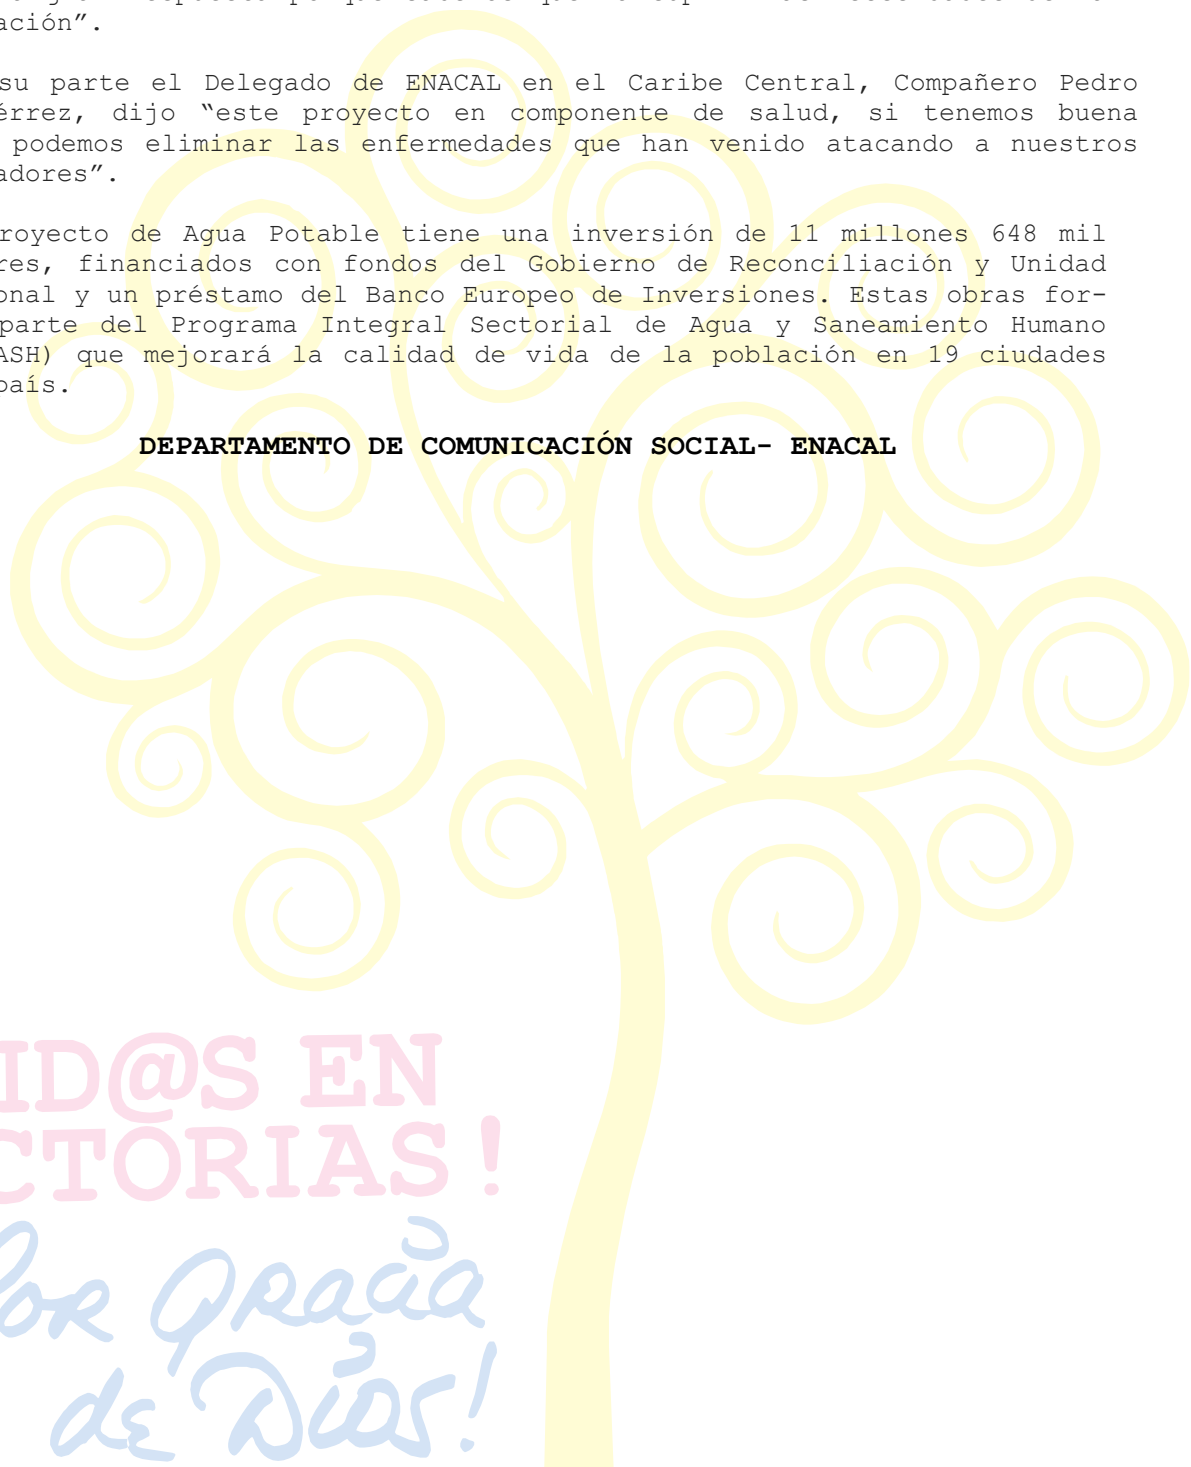 ación”.
su parte el Delegado de ENACAL en el Caribe Central, Compañero Pedro
érrez, dijo “este proyecto en componente de salud, si tenemos buena
podemos eliminar las enfermedades que han venido atacando a nuestros
adores”.
royecto de Agua Potable tiene una inversión de 11 millones 648 mil
res, financiados con fondos del Gobierno de Reconciliación y Unidad
onal y un préstamo del Banco Europeo de Inversiones. Estas obras for-
parte del Programa Integral Sectorial de Agua y Saneamiento Humano
ASH) que mejorará la calidad de vida de la población en 19 ciudades
país.
DEPARTAMENTO DE COMUNICACIÓN SOCIAL- ENACAL
ID@S EN
CTORIAS!
Por Gracia
de Dios!